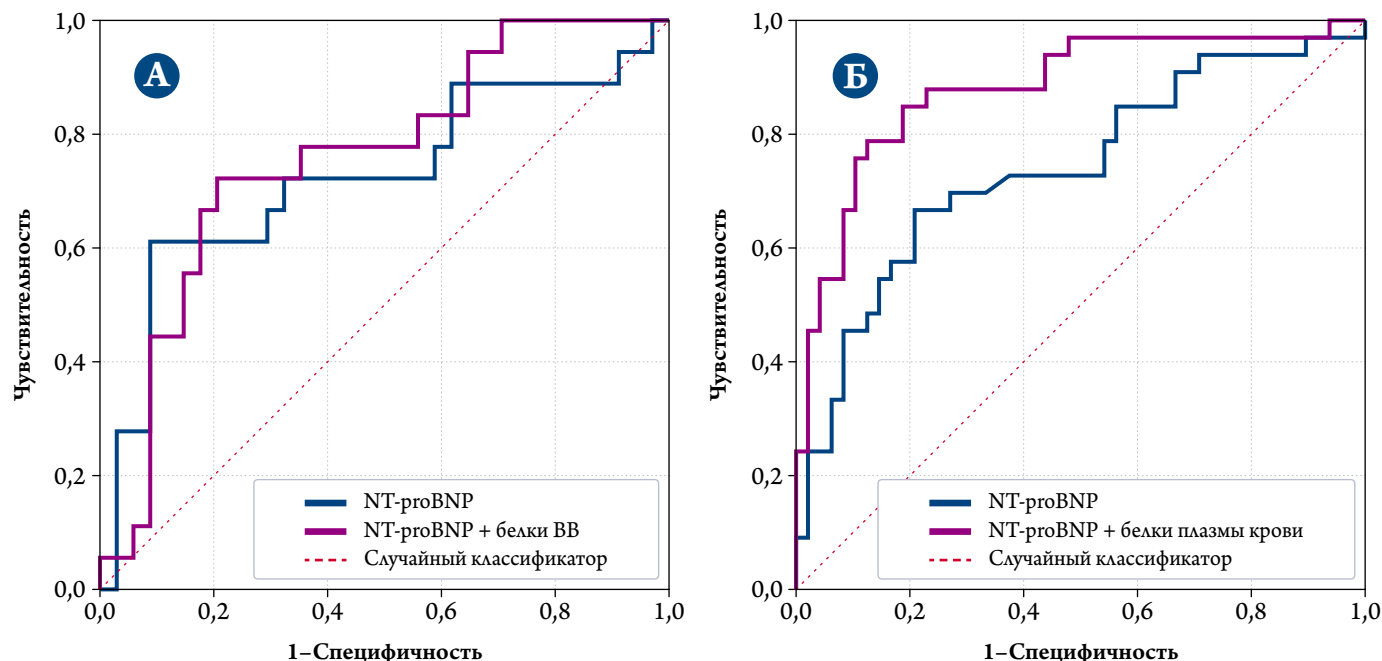 А
Чувствительность
1,0
0,8
0,6
0,4
0,2
0,0
NT-proBNP
NT-proBNP + белки ВВ
Случайный классификатор
0,0 0,2 0,4 0,6 0,8 1,0
1–Специфичность
Б
Чувствительность
1,0
0,8
0,6
0,4
0,2
0,0
NT-proBNP
NT-proBNP + белки плазмы крови
Случайный классификатор
0,0 0,2 0,4 0,6 0,8 1,0
1–Специфичность